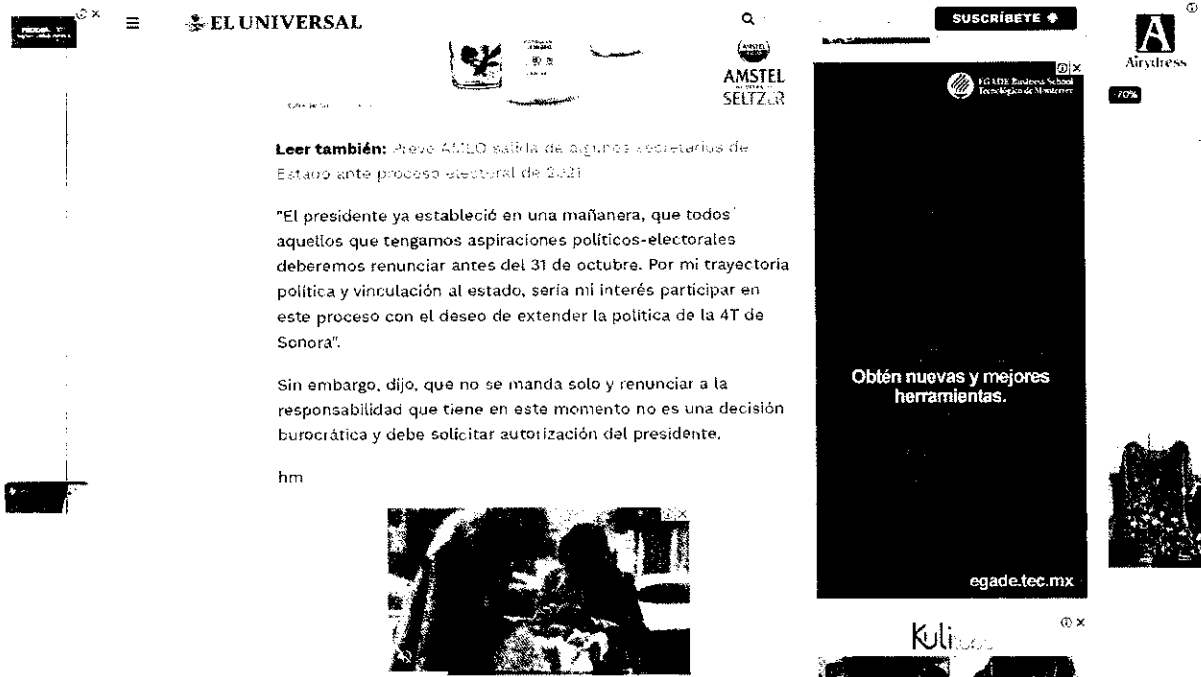 EL UNIVERSAL
SUSCRÍBETE
AMSTEL
SELTZER
A
Airydress
-70%
EGADE Business School
Tecnológico de Monterrey
Leer también: Prevé AMLO salida de algunos secretarios de
Estado ante proceso electoral de 2021
"El presidente ya estableció en una mañanera, que todos
aquellos que tengamos aspiraciones políticos-electorales
deberemos renunciar antes del 31 de octubre. Por mi trayectoria
política y vinculación al estado, sería mi interés participar en
este proceso con el deseo de extender la política de la 4T de
Sonora".
Sin embargo, dijo, que no se manda solo y renunciar a la
responsabilidad que tiene en este momento no es una decisión
burocrática y debe solicitar autorización del presidente.
hm
Obtén nuevas y mejores
herramientas.
egade.tec.mx